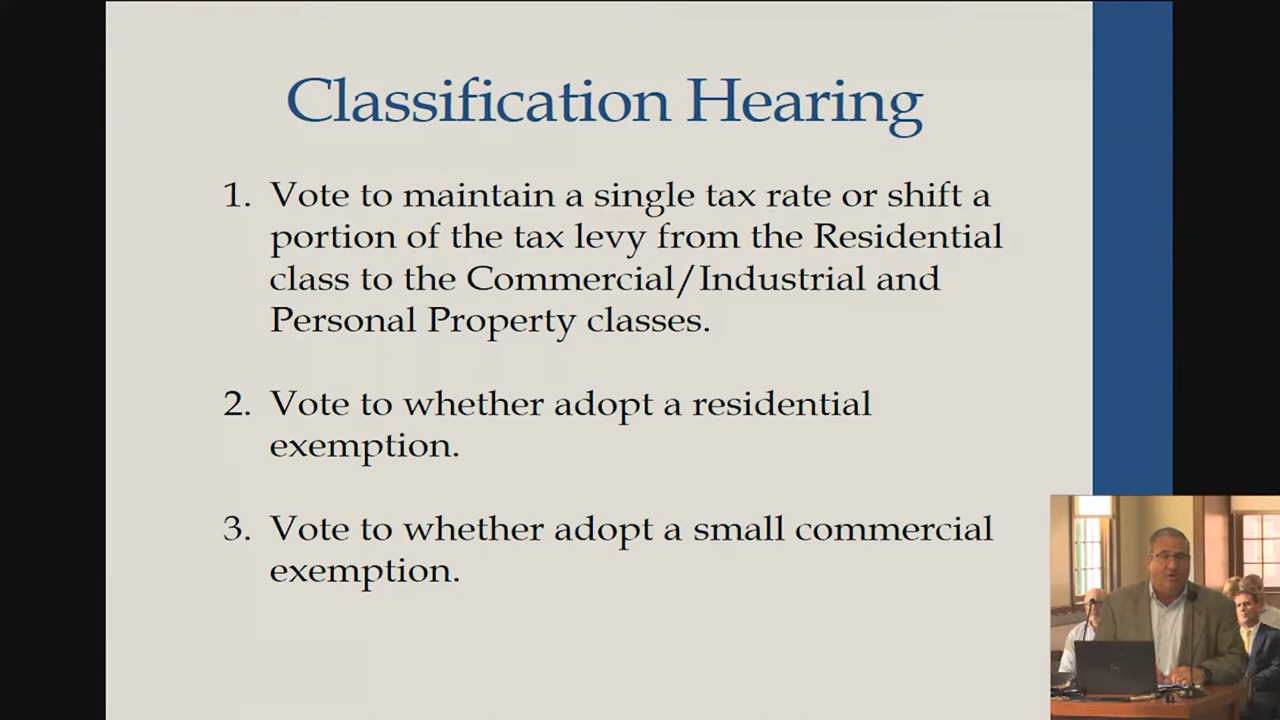 Classification Hearing
1. Vote to maintain a single tax rate or shift a
portion of the tax levy from the Residential
class to the Commercial/Industrial and
Personal Property classes.
2. Vote to whether adopt a residential
exemption.
3. Vote to whether adopt a small commercial
exemption.